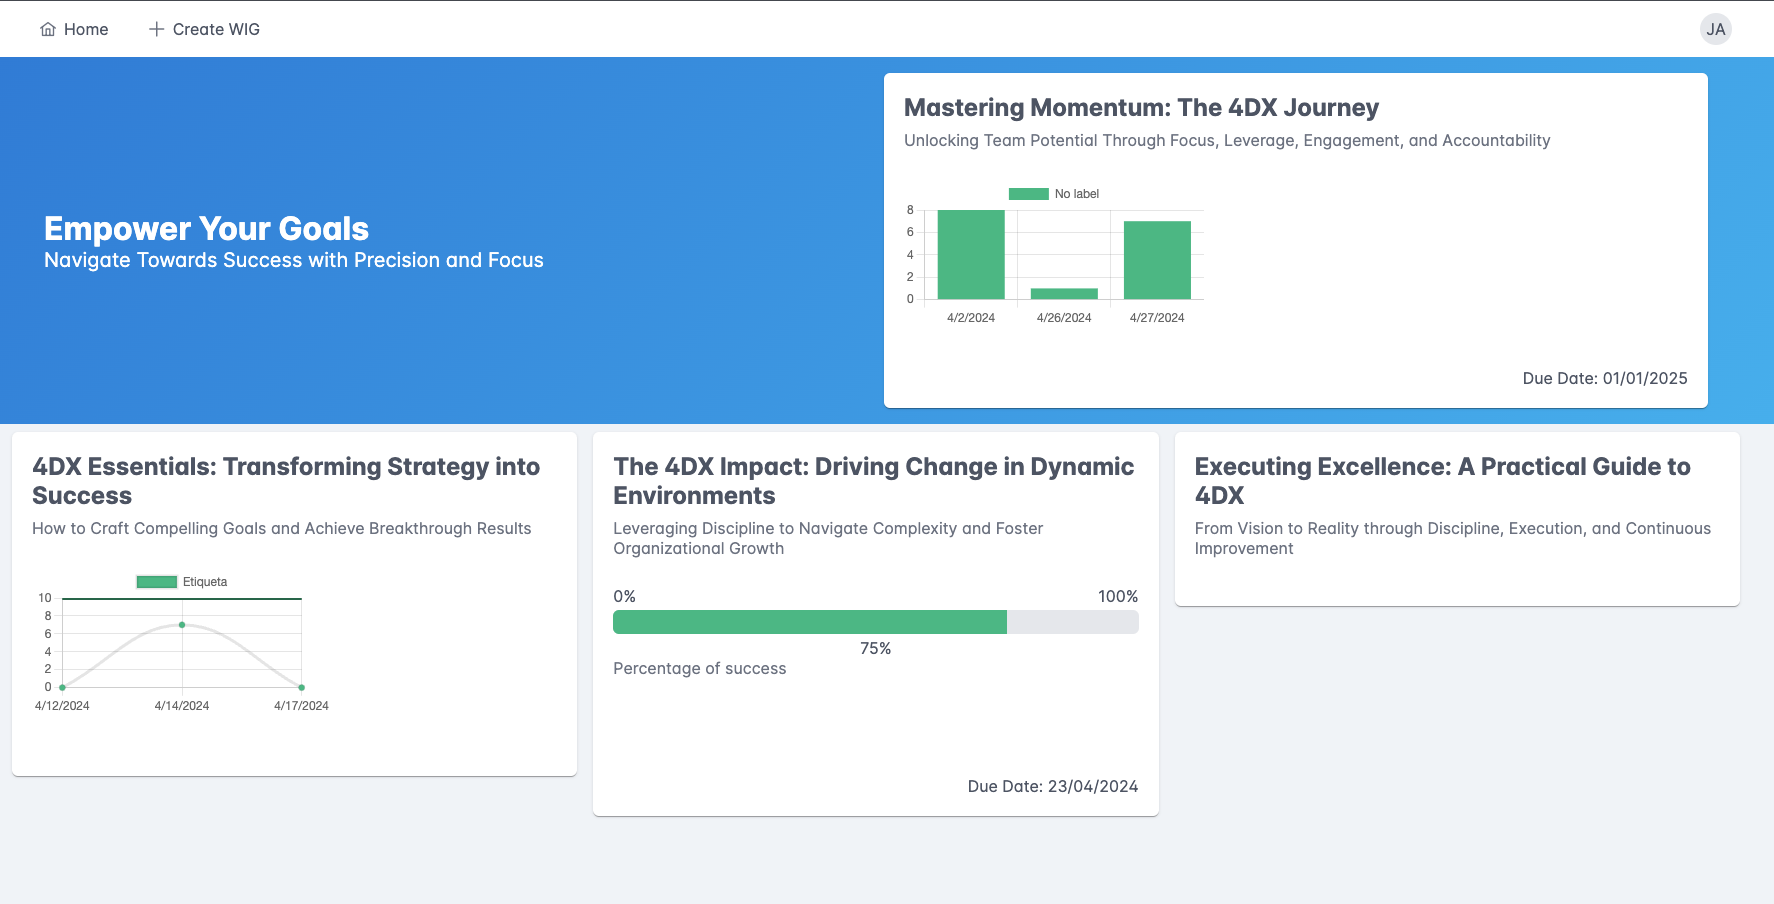 Home
Create WIG
JA
Empower Your Goals
Navigate Towards Success with Precision and Focus
Mastering Momentum: The 4DX Journey
Unlocking Team Potential Through Focus, Leverage, Engagement, and Accountability
No label
8
6
4
2
0
4/2/2024
4/26/2024
4/27/2024
Due Date: 01/01/2025
4DX Essentials: Transforming Strategy into
Success
How to Craft Compelling Goals and Achieve Breakthrough Results
Etiqueta
10
8
6
4
2
0
4/12/2024
4/14/2024
4/17/2024
The 4DX Impact: Driving Change in Dynamic
Environments
Leveraging Discipline to Navigate Complexity and Foster
Organizational Growth
0%
100%
75%
Percentage of success
Due Date: 23/04/2024
Executing Excellence: A Practical Guide to
4DX
From Vision to Reality through Discipline, Execution, and Continuous
Improvement